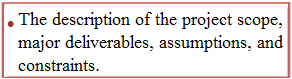 • The description of the project scope,
major deliverables, assumptions, and
constraints.